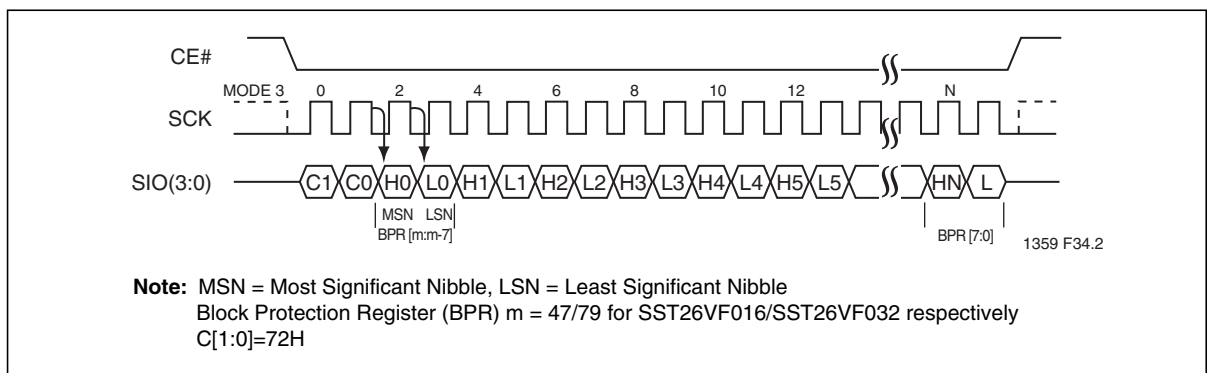 CE#
MODE 3 0 2 4 6 8 10 12 N
SCK
SIO(3:0) C1 C0 H0 L0 H1 L1 H2 L2 H3 L3 H4 L4 H5 L5 HN L
MSN LSN
BPR [m:m-7] BPR [7:0]
1359 F34.2
Note: MSN = Most Significant Nibble, LSN = Least Significant Nibble
Block Protection Register (BPR) m = 47/79 for SST26VF016/SST26VF032 respectively
C[1:0]=72H